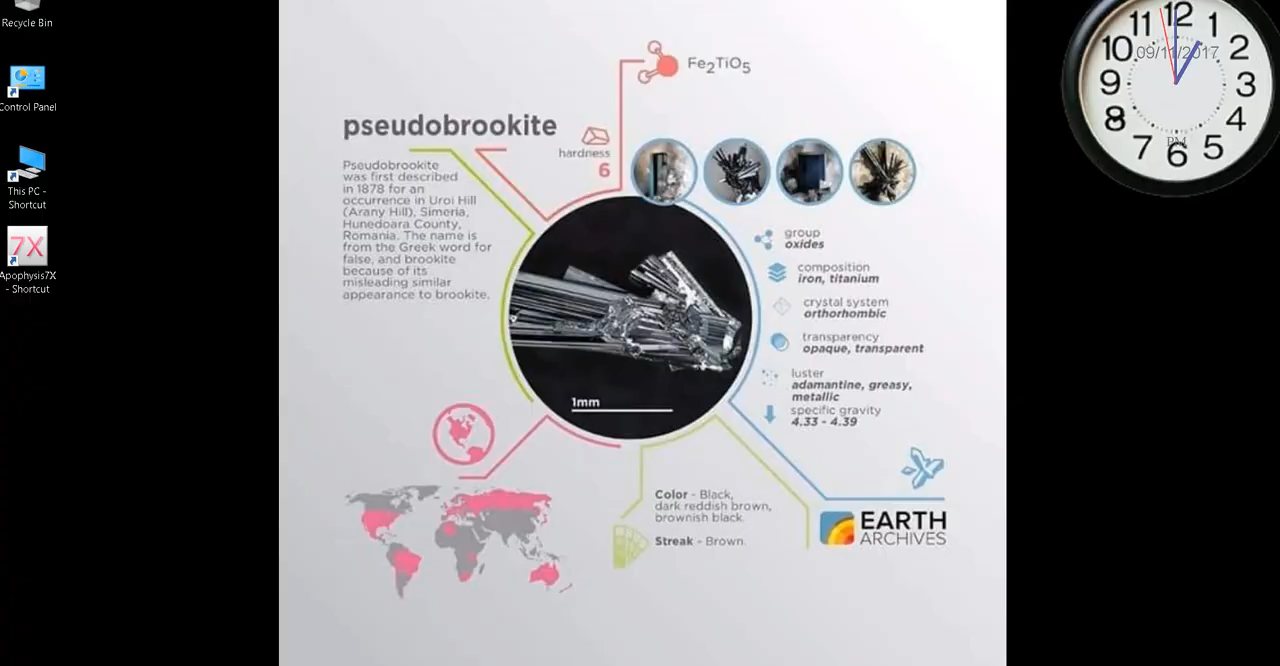 Recycle Bin
Control Panel
This PC -
Shortcut
7X
Apophysis7X
- Shortcut
Fe2TiO5
pseudobrookite
hardness
6
Pseudobrookite
was first described
in 1878 for an
occurrence in Uroi Hill
(Arany Hill), Simeria,
Hunedoara County,
Romania. The name is
from the Greek word for
false, and brookite
because of its
misleading similar
appearance to brookite.
group
oxides
composition
iron, titanium
crystal system
orthorhombic
transparency
opaque, transparent
luster
adamantine, greasy,
metallic
specific gravity
4.33 - 4.39
1mm
Color - Black,
dark reddish brown,
brownish black.
Streak - Brown.
EARTH
ARCHIVES
12
1
2
3
4
5
6
7
8
9
10
11
09/11/2017
PM